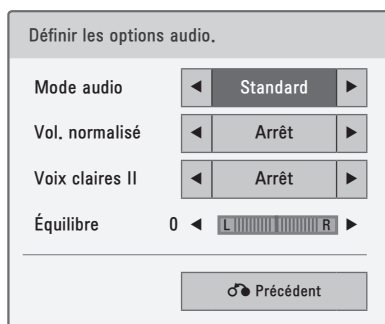 Définir les options audio.
Mode audio ◄ Standard ►
Vol. normalisé ◄ Arrêt ►
Voix claires II ◄ Arrêt ►
Équilibre 0 ◄ L R ►
Précédent